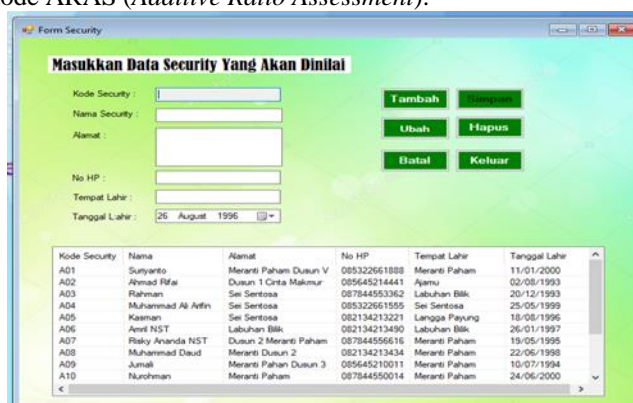 ode ARAS (Additive Ratio Assessment).
Form Security
Masukkan Data Security Yang Akan Dinilai
Kode Security :
Nama Security :
Alamat :
No HP :
Tempat Lahir :
Tanggal Lahir :
26 August 1996
Tambah Simpan
Ubah Hapus
Batal Keluar
Kode Security Nama Alamat No HP Tempat Lahir Tanggal Lahir
A01 Suriyanto Meranti Paham Dusun V 085322661888 Meranti Paham 11/01/2000
A02 Ahmad Rifai Dusun 1 Cinta Makmur 085645214441 Ajamu 02/08/1993
A03 Rahman Sei Sentosa 087844553362 Labuhan Bilik 20/12/1993
A04 Muhammad Ali Arifin Sei Sentosa 085322661555 Sei Sentosa 25/05/1999
A05 Kasman Sei Sentosa 082134213221 Langga Payung 18/08/1996
A06 Amril NST Labuhan Bilik 082134213490 Labuhan Bilik 26/01/1997
A07 Risky Ananda NST Dusun 2 Meranti Paham 087844556616 Meranti Paham 19/05/1995
A08 Muhammad Daud Meranti Dusun 2 082134213434 Meranti Paham 22/06/1998
A09 Jumali Meranti Pahan Dusun 3 085645210011 Meranti Paham 10/07/1994
A10 Nurohman Meranti Paham 087844550014 Meranti Paham 24/06/2000